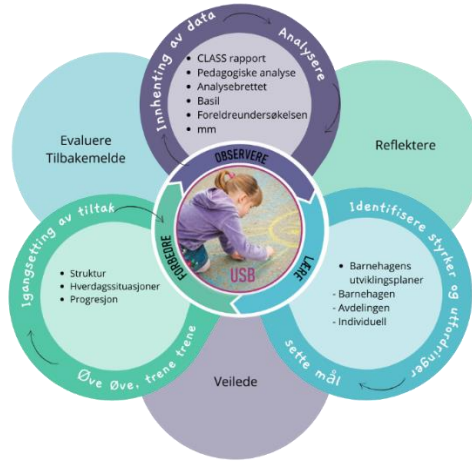 Innhenting av data
Analysere
CLASS rapport
Pedagogiske analyse
Analysebrettet
Basil
Foreldreundersøkelsen
mm
Evaluere
Tilbakemelde
Reflektere
OBSERVERE
LÆRE
FORBEDRE
USB
Igangsetting av tiltak
Struktur
Hverdagssituasjoner
Progresjon
Øve Øve, trene trene
Identifisere styrker og utfordringer
Barnehagens
utviklingsplaner
- Barnehagen
- Avdelingen
- Individuell
sette mål
Veilede